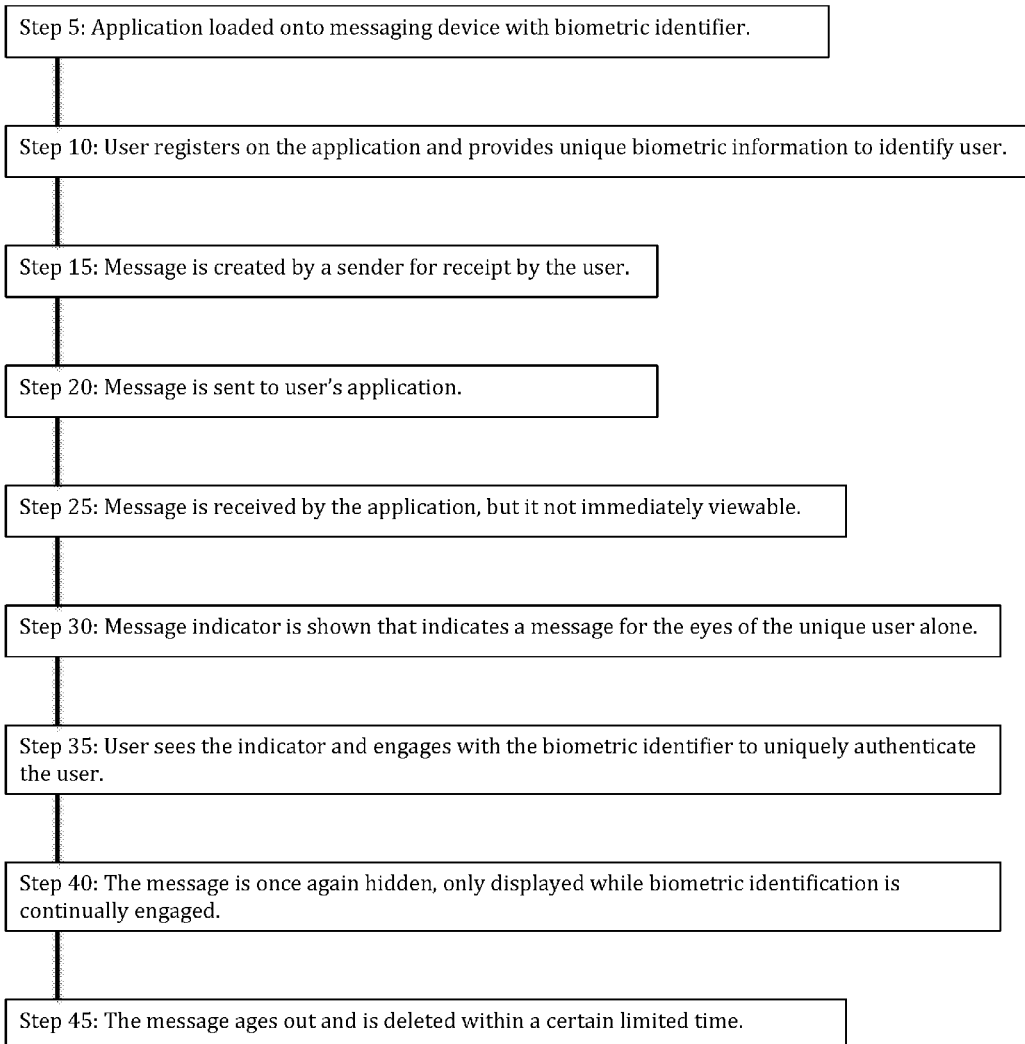 Step 5: Application loaded onto messaging device with biometric identifier.
Step 10: User registers on the application and provides unique biometric information to identify user.
Step 15: Message is created by a sender for receipt by the user.
Step 20: Message is sent to user’s application.
Step 25: Message is received by the application, but it not immediately viewable.
Step 30: Message indicator is shown that indicates a message for the eyes of the unique user alone.
Step 35: User sees the indicator and engages with the biometric identifier to uniquely authenticate
the user.
Step 40: The message is once again hidden, only displayed while biometric identification is
continually engaged.
Step 45: The message ages out and is deleted within a certain limited time.